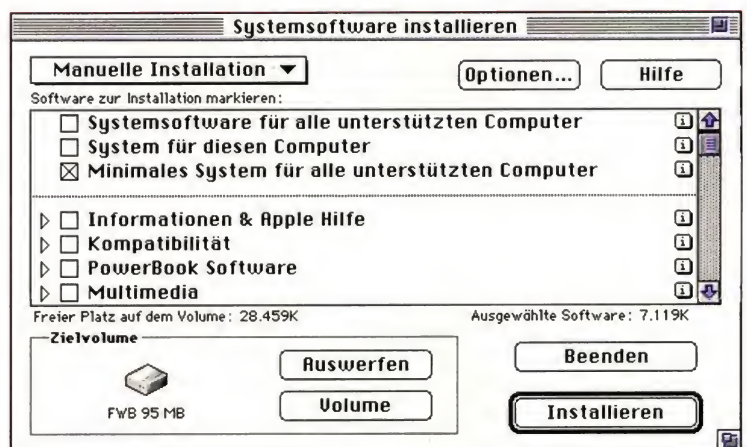 Systemsoftware installieren
Manuelle Installation
Optionen...
Hilfe
Software zur Installation markieren:
Systemsoftware für alle unterstützten Computer
System für diesen Computer
Minimales System für alle unterstützten Computer
Informationen & Apple Hilfe
Kompatibilität
PowerBook Software
Multimedia
Freier Platz auf dem Volume: 28.459K
Ausgewählte Software: 7.119K
Zielvolume
FWB 95 MB
Auswerfen
Volume
Beenden
Installieren